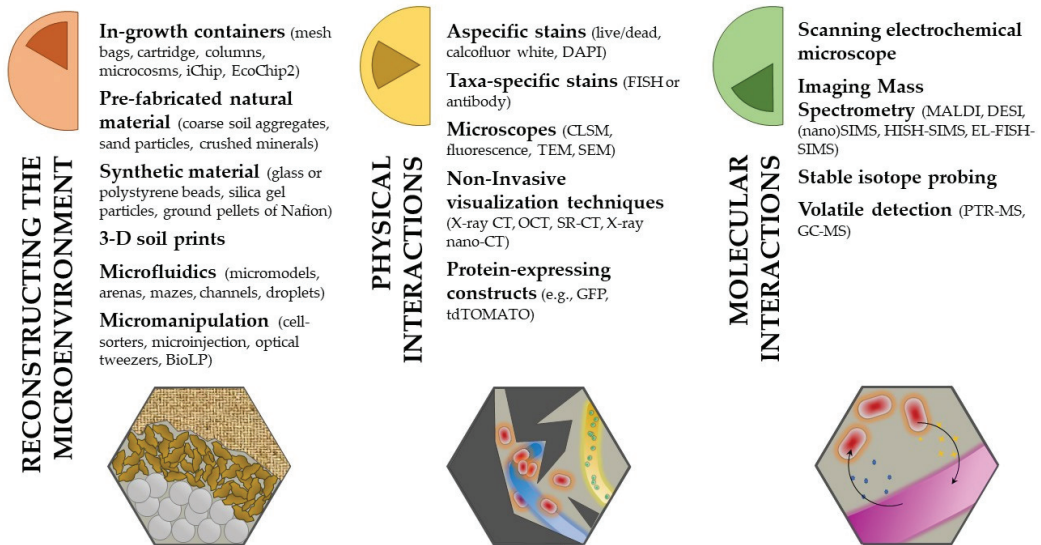 RECONSTRUCTING THE
MICROENVIRONMENT
In-growth containers (mesh
bags, cartridge, columns,
microcosms, iChip, EcoChip2)
Pre-fabricated natural
material (coarse soil aggregates,
sand particles, crushed minerals)
Synthetic material (glass or
polystyrene beads, silica gel
particles, ground pellets of Nafion)
3-D soil prints
Microfluidics (micromodels,
arenas, mazes, channels, droplets)
Micromanipulation (cell-
sorters, microinjection, optical
tweezers, BioLP)
PHYSICAL
INTERACTIONS
Aspecific stains (live/dead,
calcofluor white, DAPI)
Taxa-specific stains (FISH or
antibody)
Microscopes (CLSM,
fluorescence, TEM, SEM)
Non-Invasive
visualization techniques
(X-ray CT, OCT, SR-CT, X-ray
nano-CT)
Protein-expressing
constructs (e.g., GFP,
tdTOMATO)
MOLECULAR
INTERACTIONS
Scanning electrochemical
microscope
Imaging Mass
Spectrometry (MALDI, DESI,
(nano)SIMS, HISH-SIMS, EL-FISH-
SIMS)
Stable isotope probing
Volatile detection (PTR-MS,
GC-MS)